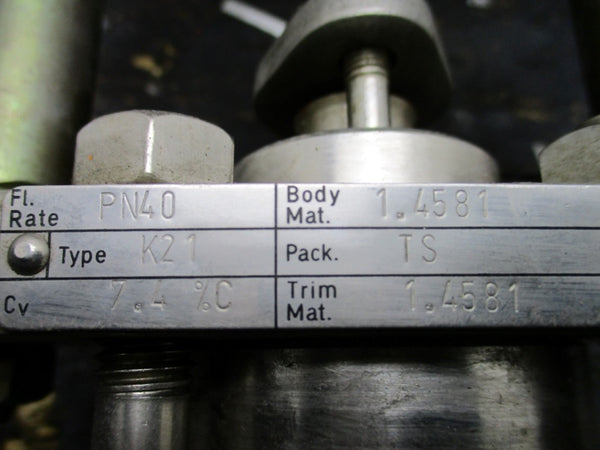 Fl. Rate PN40
Body Mat. 1.4581
Type K21
Pack. TS
Cv 7.4 %C
Trim Mat. 1.4581